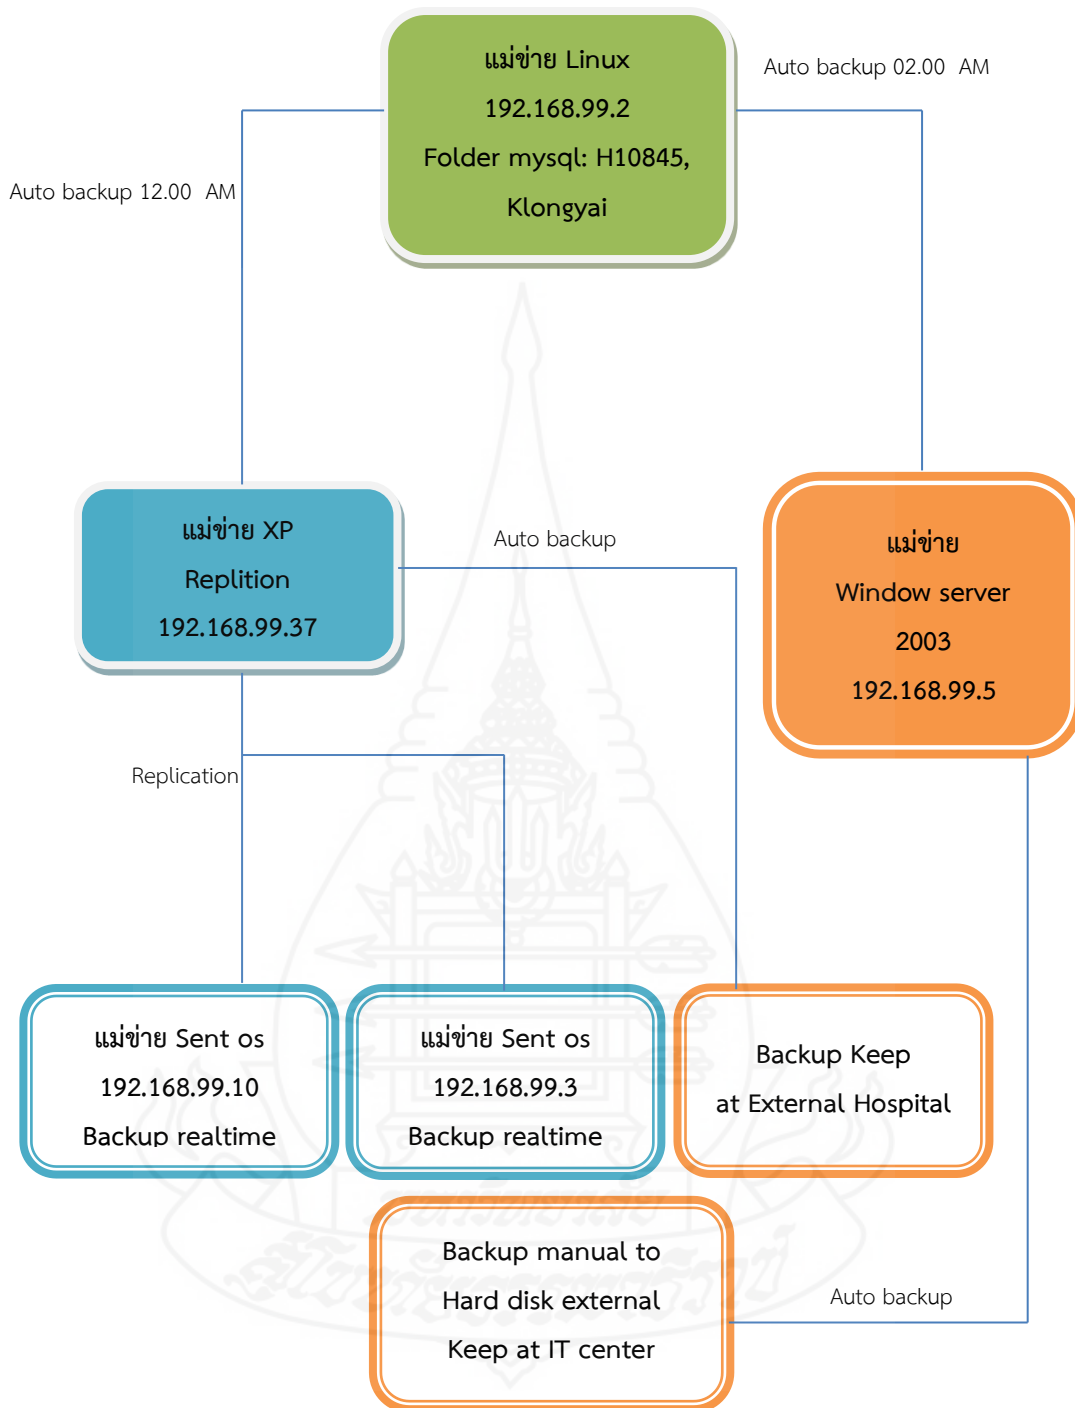 แม่ข่าย Linux
192.168.99.2
Folder mysql: H10845,
Klongyai
Auto backup 02.00 AM
Auto backup 12.00 AM
แม่ข่าย XP
Replition
192.168.99.37
Auto backup
แม่ข่าย
Window server
2003
192.168.99.5
Replication
แม่ข่าย Sent os
192.168.99.10
Backup realtime
แม่ข่าย Sent os
192.168.99.3
Backup realtime
Backup Keep
at External Hospital
Backup manual to
Hard disk external
Keep at IT center
Auto backup